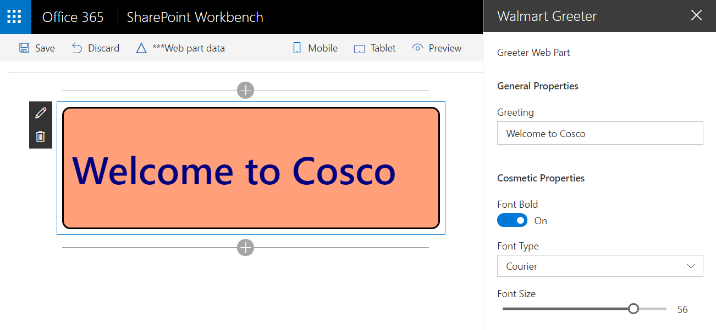 Office 365
SharePoint Workbench
Save
Discard
***Web part data
Mobile
Tablet
Preview
Welcome to Cosco
Walmart Greeter
Greeter Web Part
General Properties
Greeting
Welcome to Cosco
Cosmetic Properties
Font Bold
On
Font Type
Courier
Font Size
56